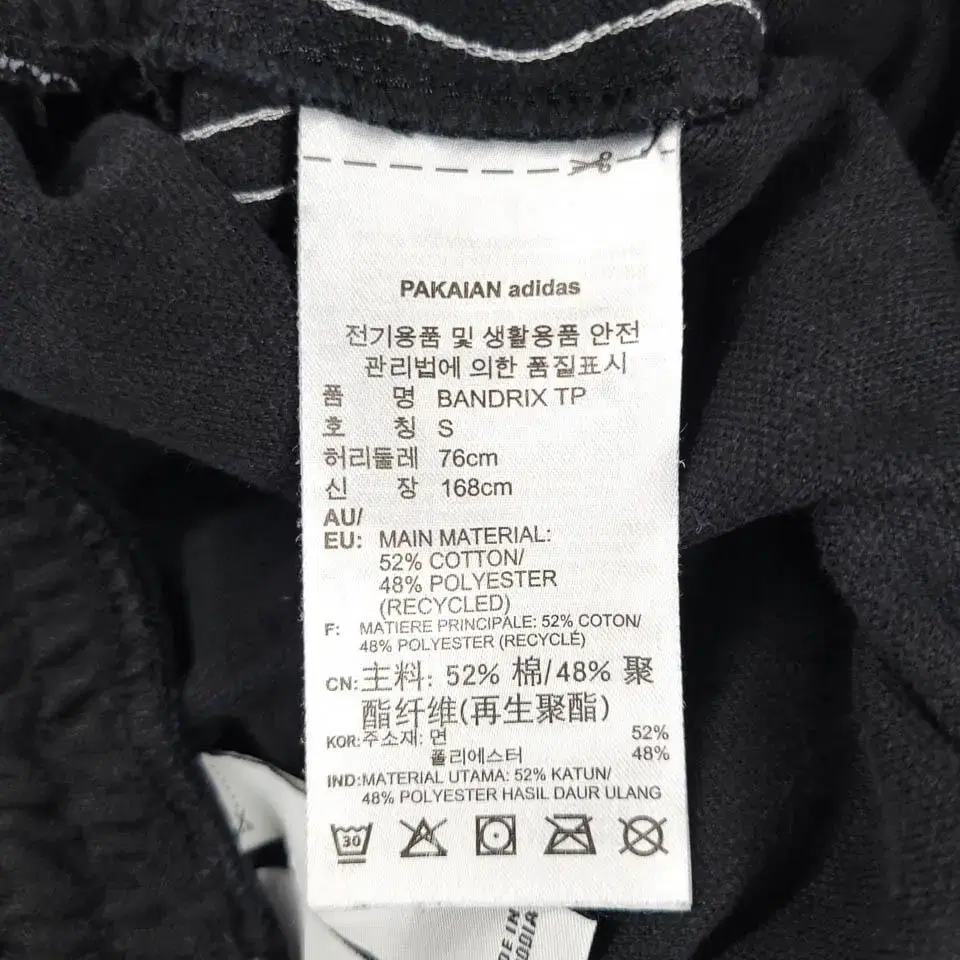 PAKAIAN adidas
전기용품 및 생활용품 안전
관리법에 의한 품질표시
품 명 BANDRIX TP
호 칭 S
허리둘레 76cm
신 장 168cm
AU/
EU: MAIN MATERIAL:
52% COTTON/
48% POLYESTER
(RECYCLED)
F: MATIERE PRINCIPALE: 52% COTON/
48% POLYESTER (RECYCLÉ)
CN: 主料: 52% 棉/48% 聚
酯纤维(再生聚酯)
KOR: 주소재: 면 52%
폴리에스터 48%
IND: MATERIAL UTAMA: 52% KATUN/
48% POLYESTER HASIL DAUR ULANG
30